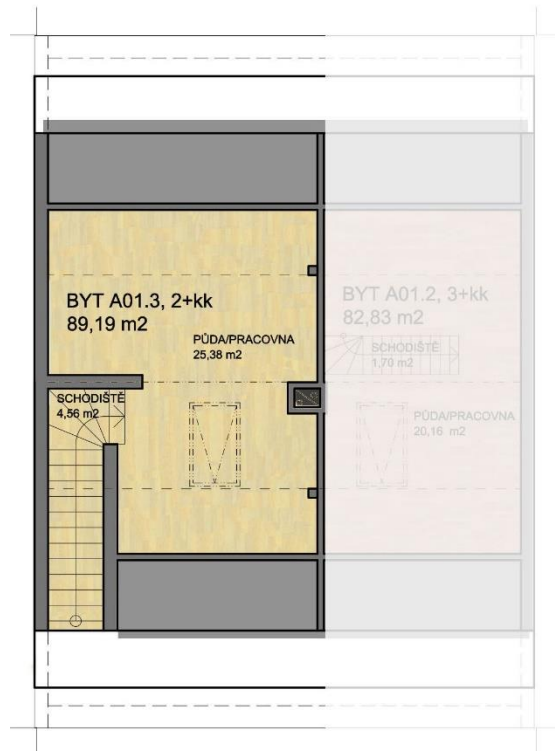 BYT A01.3, 2+kk
89,19 m2
PŮDA/PRACOVNA
25,38 m2
SCHODIŠTĚ
4,56 m2
BYT A01.2, 3+kk
82,83 m2
SCHODIŠTĚ
1,70 m2
PŮDA/PRACOVNA
20,16 m2